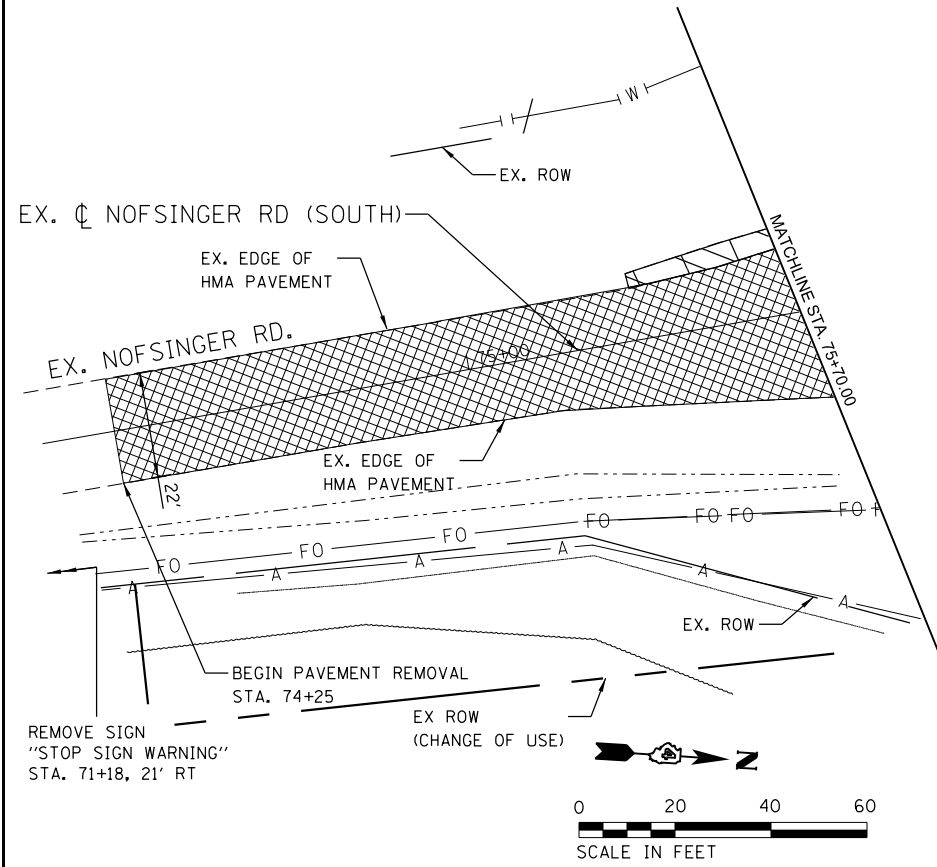 W
EX. ROW
EX. ℄ NOFSINGER RD (SOUTH)
EX. EDGE OF
HMA PAVEMENT
MATCHLINE STA. 75+70.00
EX. NOFSINGER RD.
75+00
EX. EDGE OF
HMA PAVEMENT
22'
FO
FO
FO
FO
FO FO
FO
A
A
A
A
A
A
EX. ROW
BEGIN PAVEMENT REMOVAL
STA. 74+25
EX ROW
(CHANGE OF USE)
REMOVE SIGN
"STOP SIGN WARNING"
STA. 71+18, 21' RT
N
0 20 40 60
SCALE IN FEET